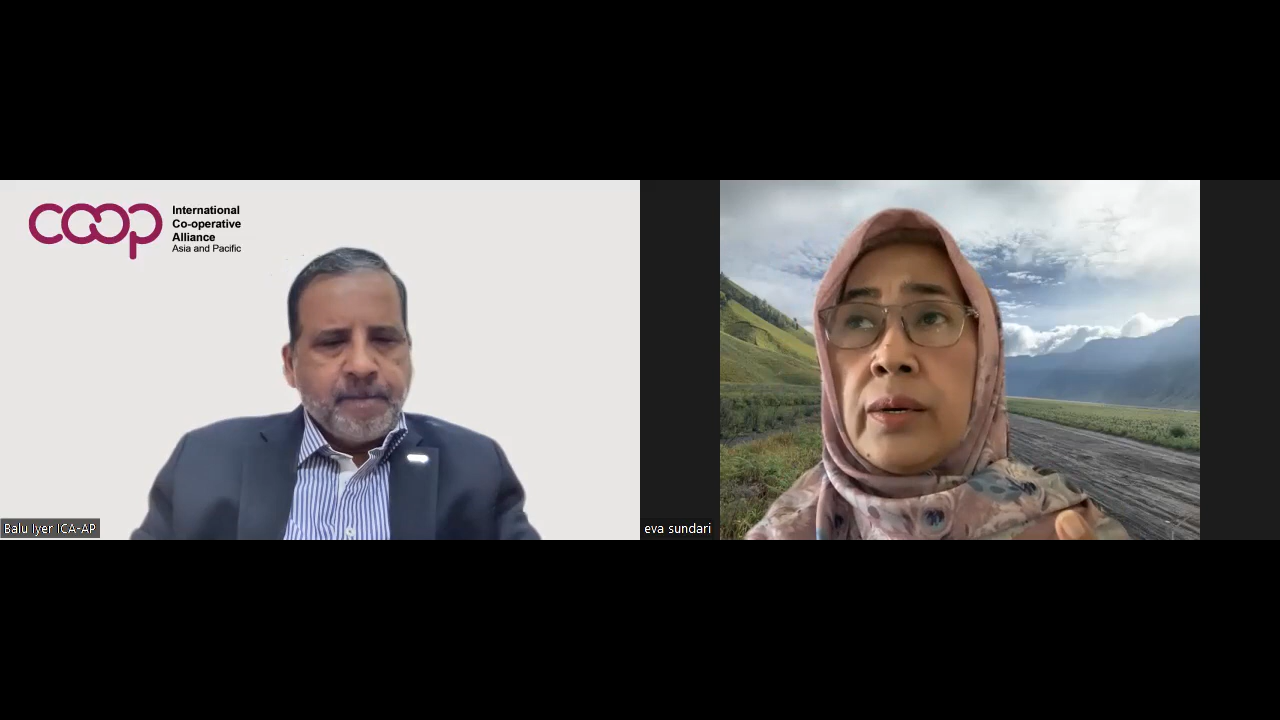 coop
International
Co-operative
Alliance
Asia and Pacific
Balu Iyer ICA-AP
eva sundari